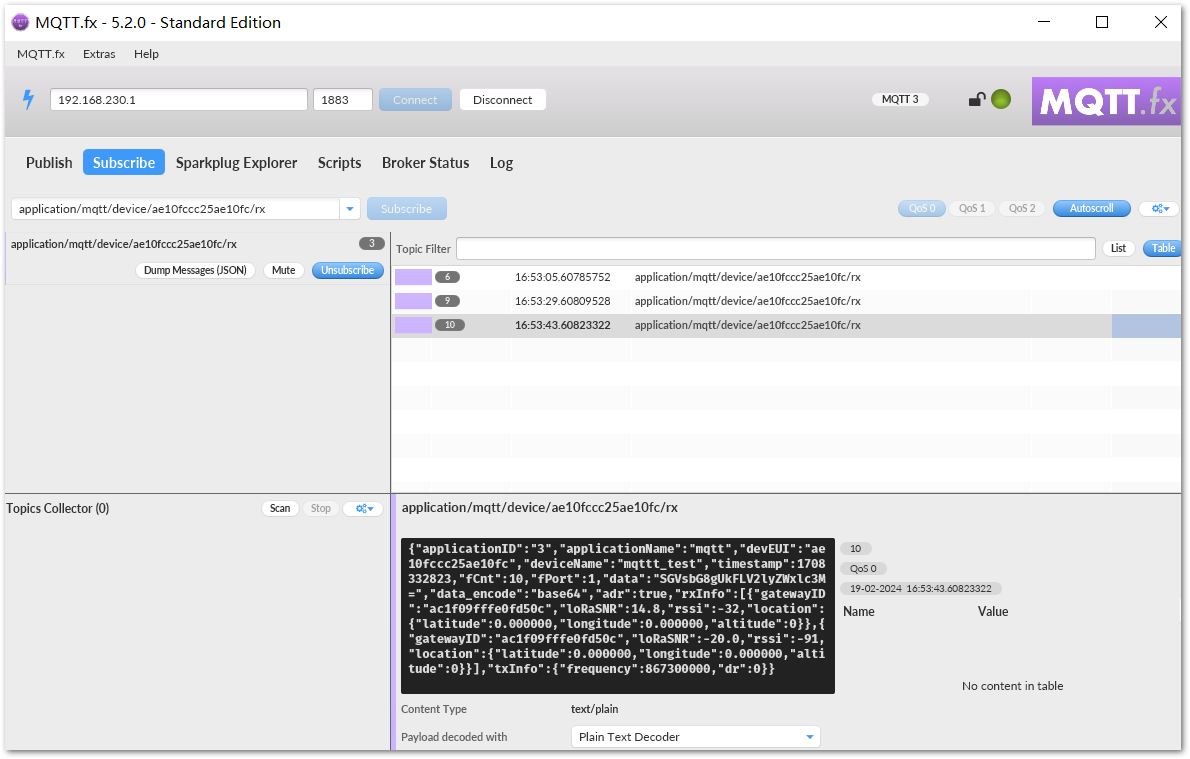 MQTT.fx - 5.2.0 - Standard Edition
MQTT.fx Extras Help
192.168.230.1 1883 Connect Disconnect MQTT 3 MQTT.fx
Publish Subscribe Sparkplug Explorer Scripts Broker Status Log
application/mqtt/device/ae10fccc25ae10fc/rx Subscribe QoS 0 QoS 1 QoS 2 Autoscroll
application/mqtt/device/ae10fccc25ae10fc/rx 3
Dump Messages (JSON) Mute Unsubscribe
Topic Filter List Table
6 16:53:05.60785752 application/mqtt/device/ae10fccc25ae10fc/rx
9 16:53:29.60809528 application/mqtt/device/ae10fccc25ae10fc/rx
10 16:53:43.60823322 application/mqtt/device/ae10fccc25ae10fc/rx
Topics Collector (0) Scan Stop
application/mqtt/device/ae10fccc25ae10fc/rx
{"applicationID":"3","applicationName":"mqtt","devEUI":"ae
10fccc25ae10fc","deviceName":"mqttt_test","timestamp":1708
332823,"fCnt":10,"fPort":1,"data":"SGVsbG8gUkFLV2lyZWxlc3M
=","data_encode":"base64","adr":true,"rxInfo":[{"gatewayID
":"ac1f09fffe0fd50c","loRaSNR":14.8,"rssi":-32,"location":
{"latitude":0.000000,"longitude":0.000000,"altitude":0}},{
"gatewayID":"ac1f09fffe0fd50c","loRaSNR":-20.0,"rssi":-91,
"location":{"latitude":0.000000,"longitude":0.000000,"alti
tude":0}}],"txInfo":{"frequency":867300000,"dr":0}}
10
QoS 0
19-02-2024 16:53:43.60823322
Name Value
No content in table
Content Type text/plain
Payload decoded with Plain Text Decoder